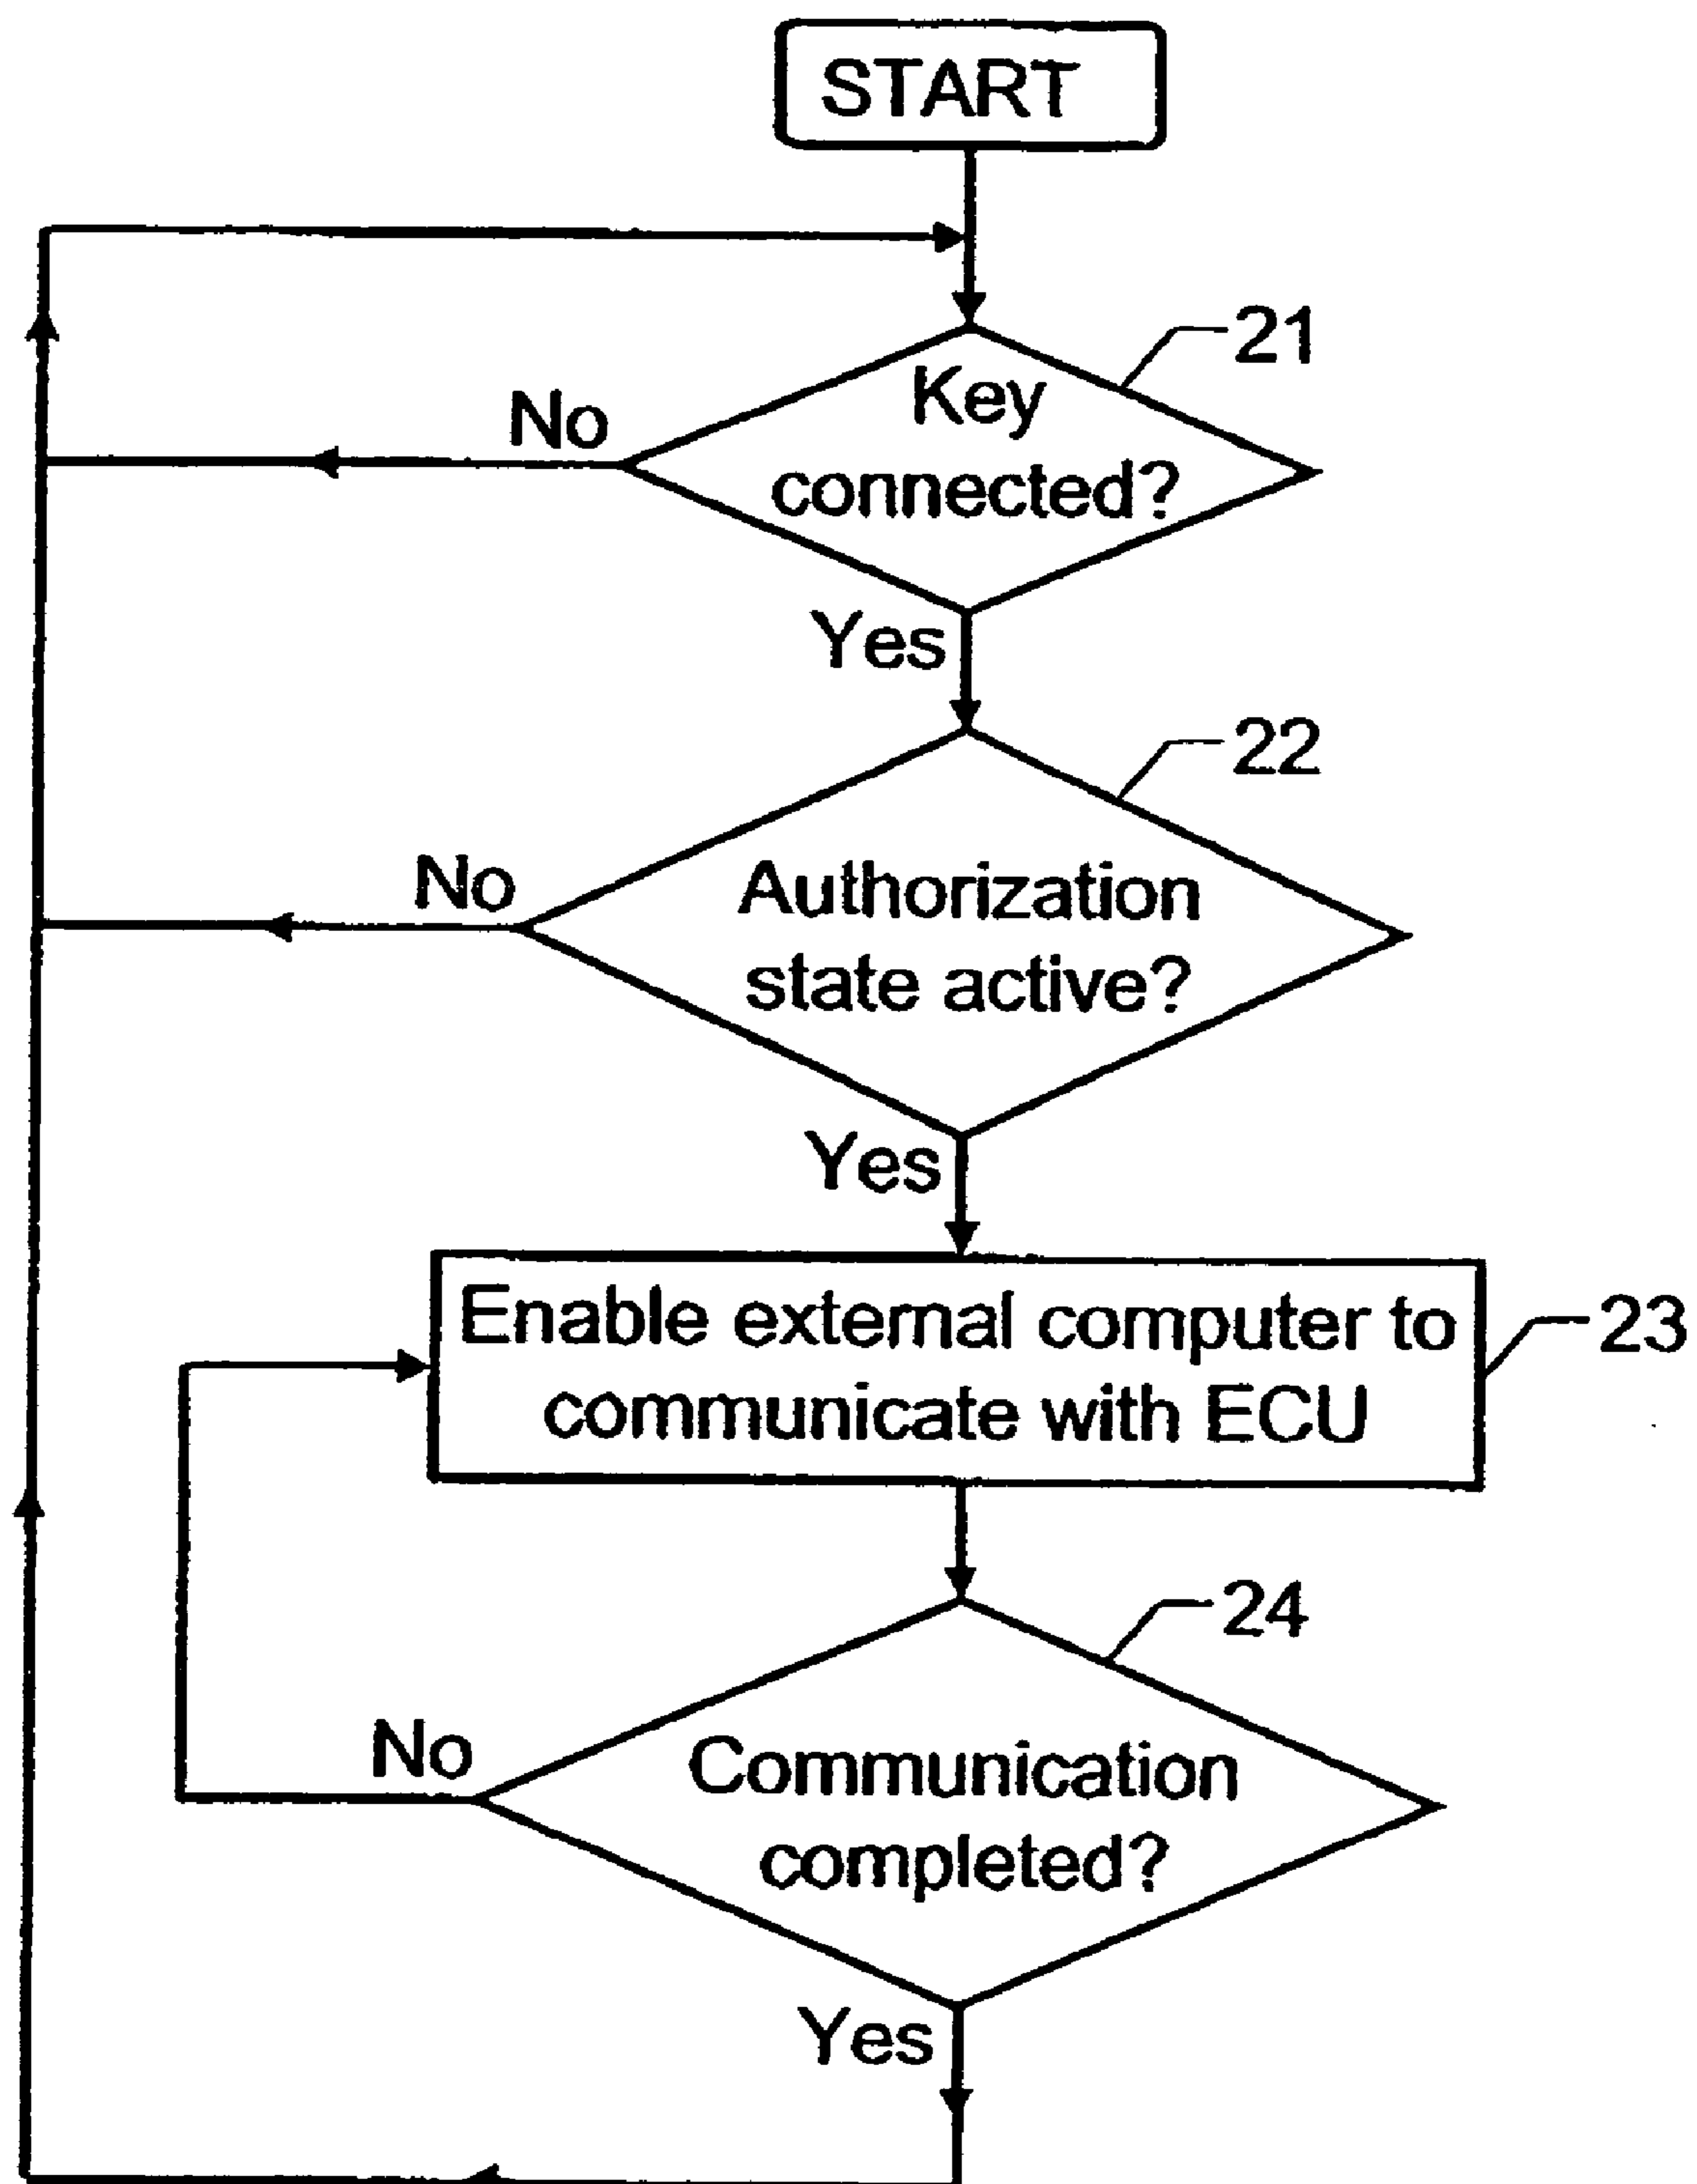 START
21
Key
connected?
No
Yes
22
Authorization
state active?
No
Yes
Enable external computer to
communicate with ECU
23
24
Communication
completed?
No
Yes